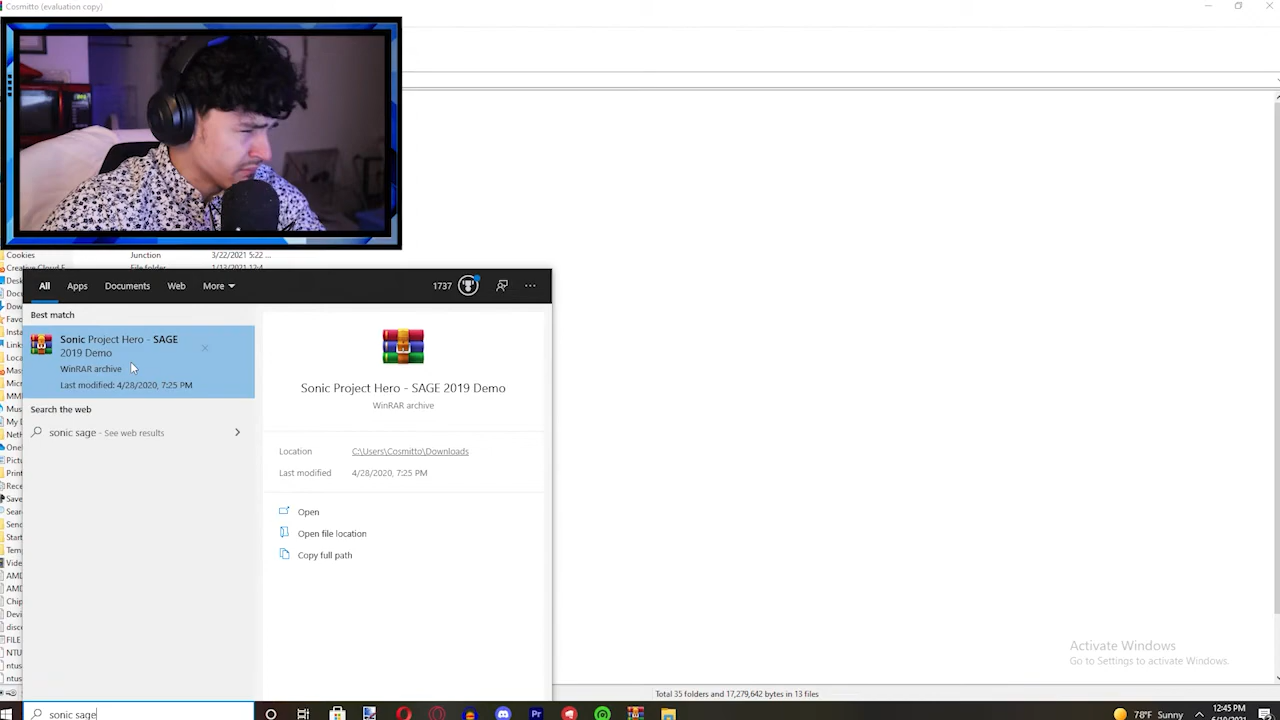 Cosmitto (evaluation copy)
Cookies Junction 3/22/2021 5:22 ...
All Apps Documents Web More 1737 ...
Best match
Sonic Project Hero - SAGE
2019 Demo
WinRAR archive
Last modified: 4/28/2020, 7:25 PM
Search the web
sonic sage - See web results
Sonic Project Hero - SAGE 2019 Demo
WinRAR archive
Location C:\Users\Cosmitto\Downloads
Last modified 4/28/2020, 7:25 PM
Open
Open file location
Copy full path
Activate Windows
Go to Settings to activate Windows.
Total 35 folders and 17,279,642 bytes in 13 files
sonic sage
78°F Sunny
12:45 PM